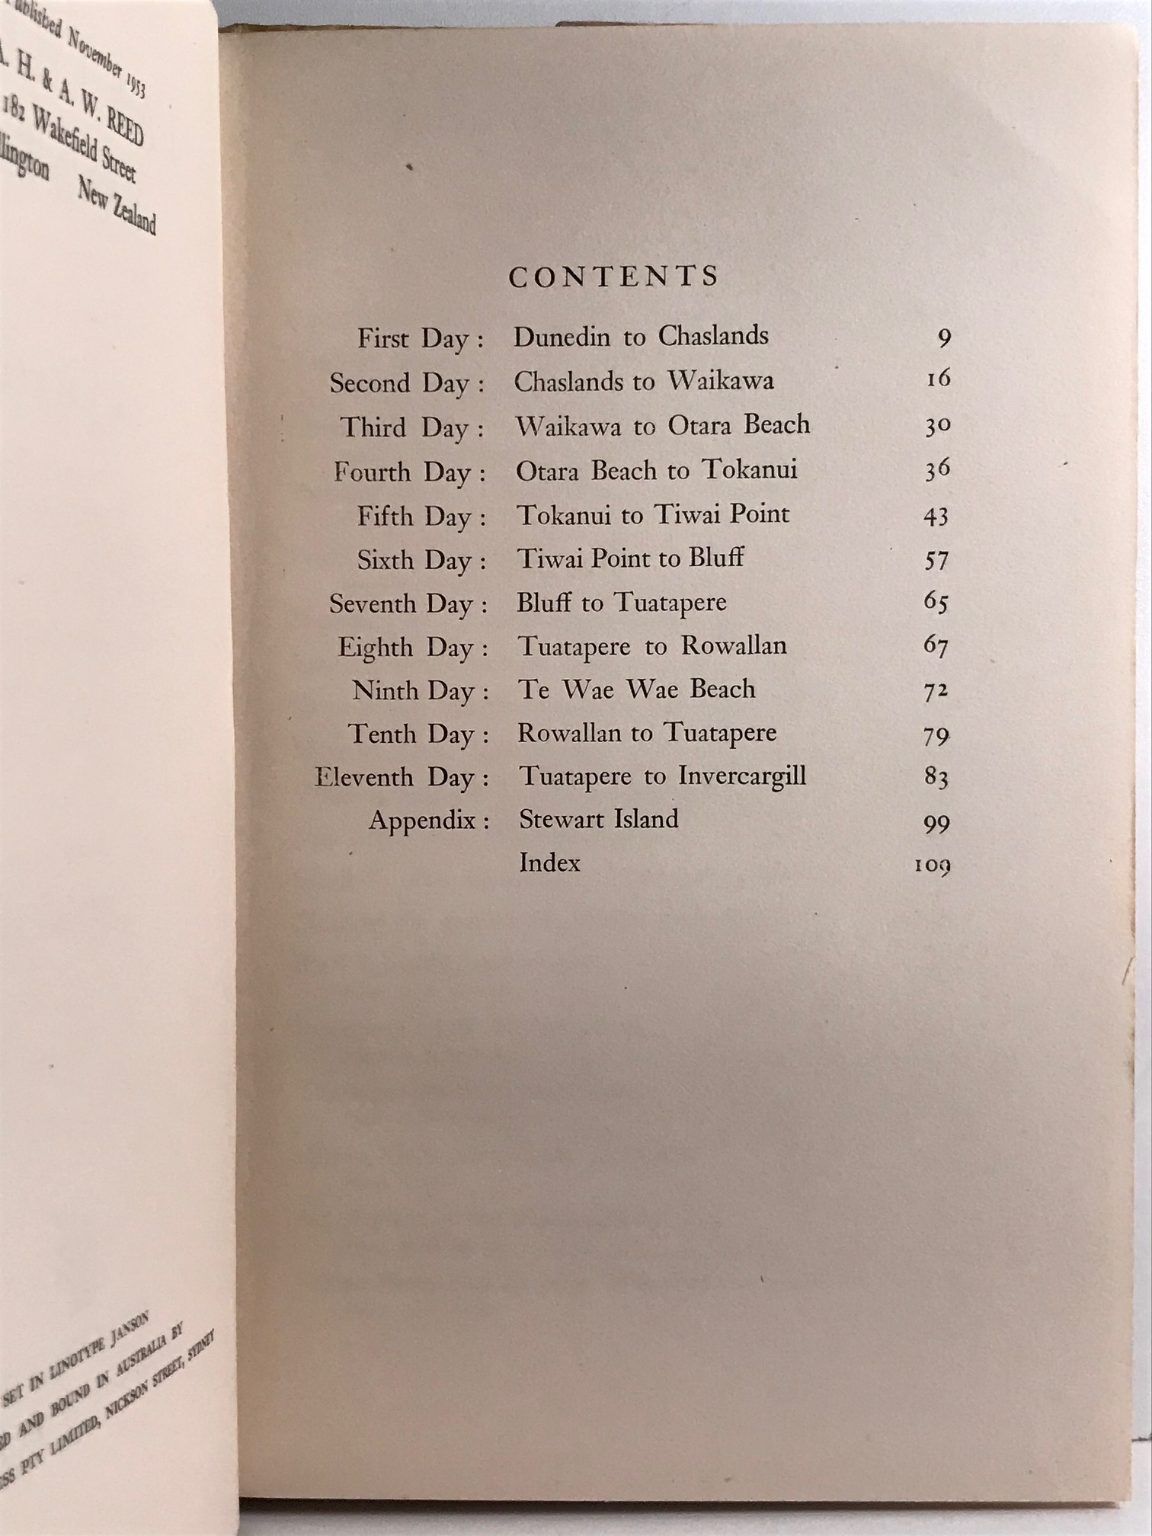 Published November 1953
A. H. & A. W. REED
182 Wakefield Street
New Zealand
SET IN LINOTYPE JANSON
AND BOUND IN AUSTRALIA BY
PTY LIMITED, NICKSON STREET, SYDNEY
CONTENTS
First Day : Dunedin to Chaslands 9
Second Day : Chaslands to Waikawa 16
Third Day : Waikawa to Otara Beach 30
Fourth Day : Otara Beach to Tokanui 36
Fifth Day : Tokanui to Tiwai Point 43
Sixth Day : Tiwai Point to Bluff 57
Seventh Day : Bluff to Tuatapere 65
Eighth Day : Tuatapere to Rowallan 67
Ninth Day : Te Wae Wae Beach 72
Tenth Day : Rowallan to Tuatapere 79
Eleventh Day : Tuatapere to Invercargill 83
Appendix : Stewart Island 99
Index 109